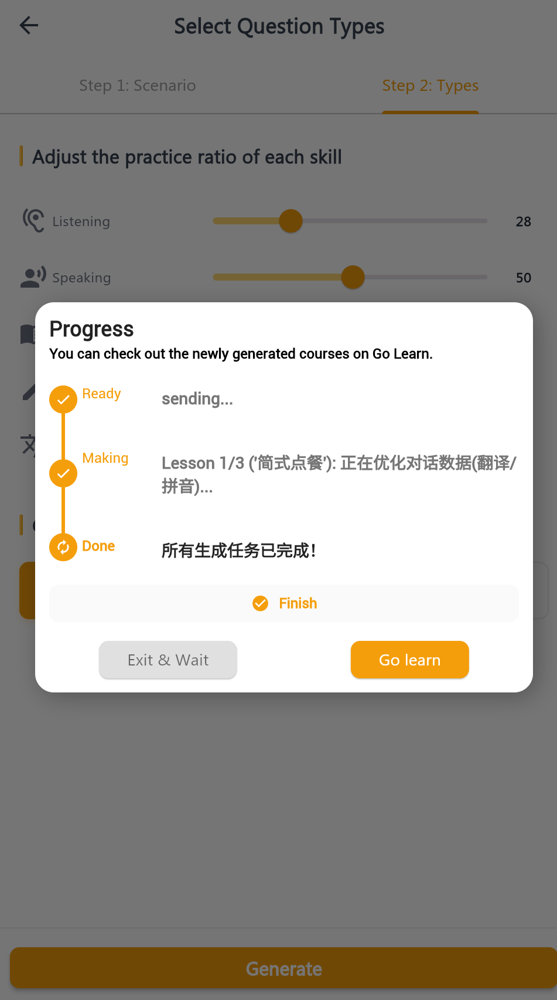 Select Question Types
Step 1: Scenario
Step 2: Types
Adjust the practice ratio of each skill
Listening
28
Speaking
50
Progress
You can check out the newly generated courses on Go Learn.
Ready
sending...
Making
Lesson 1/3 ('简式点餐'): 正在优化对话数据(翻译/
拼音)...
Done
所有生成任务已完成！
Finish
Exit & Wait
Go learn
Generate